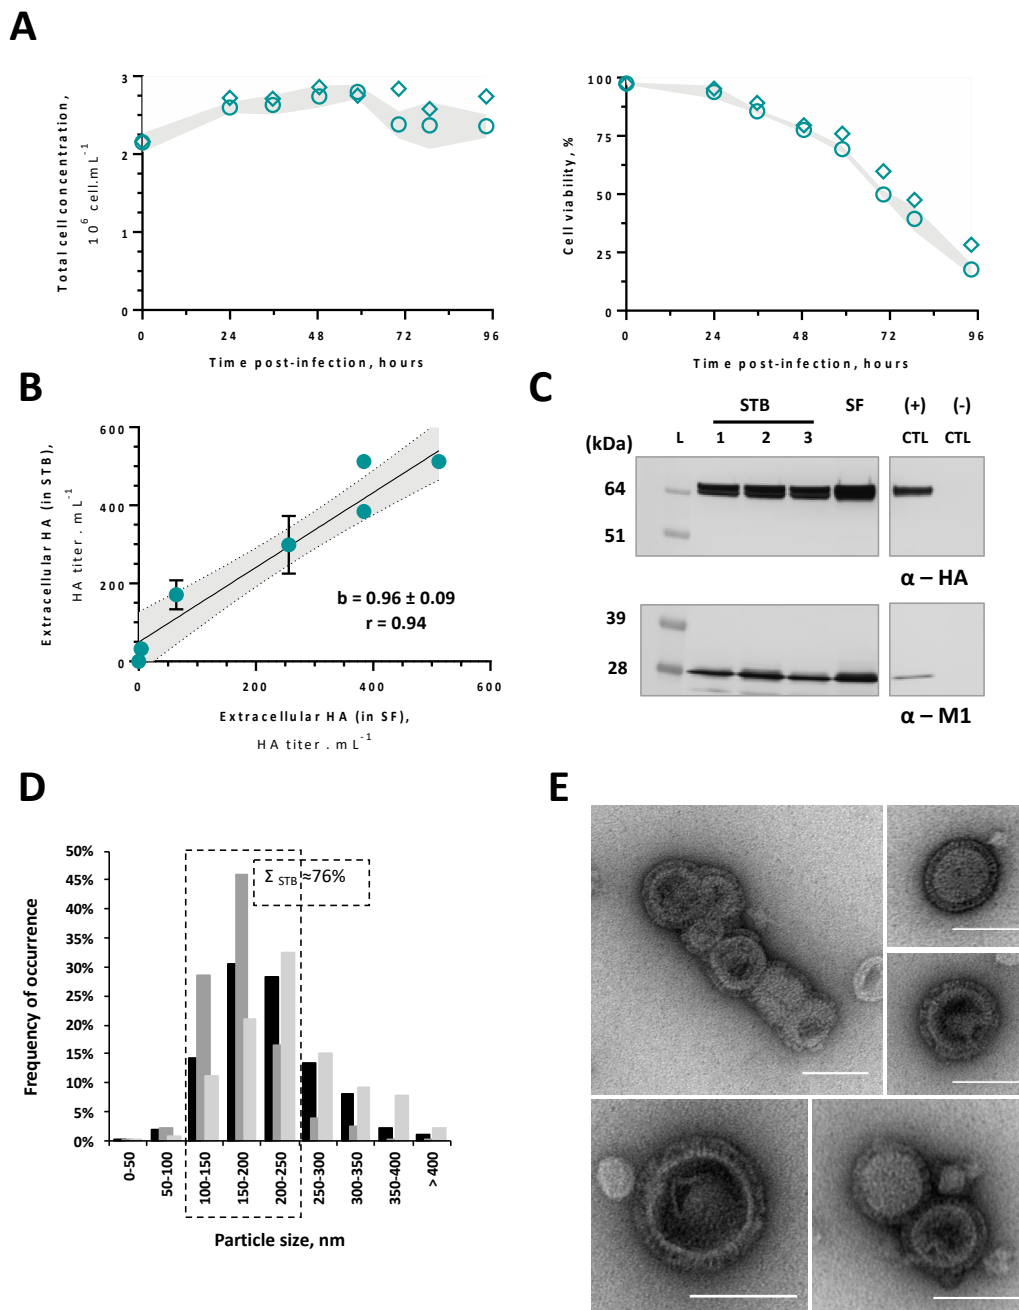 A
Total cell concentration,
10^6 cell.mL^-1
3
2
1
0
0 24 48 72 96
Time post-infection, hours
Cell viability, %
100
75
50
25
0
0 24 48 72 96
Time post-infection, hours
B
Extracellular HA (in STB),
HA titer . mL^-1
600
400
200
0
0 200 400 600
b = 0.96 ± 0.09
r = 0.94
Extracellular HA (in SF),
HA titer . mL^-1
C
STB SF (+) (-)
(kDa) L 1 2 3 CTL CTL
64
51
α – HA
39
28
α – M1
D
Frequency of occurrence
50%
45%
40%
35%
30%
25%
20%
15%
10%
5%
0%
Σ STB ≈76%
0-50
50-100
100-150
150-200
200-250
250-300
300-350
350-400
> 400
Particle size, nm
E